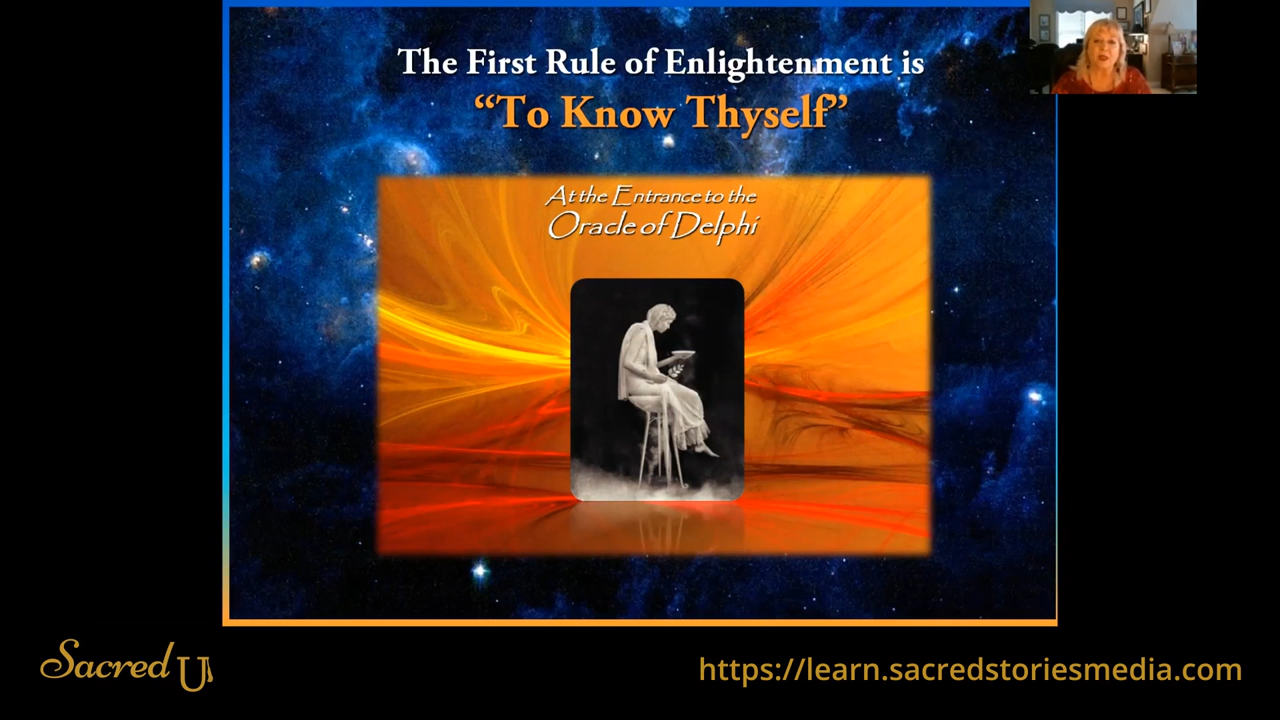 The First Rule of Enlightenment is
“To Know Thyself”
At the Entrance to the
Oracle of Delphi
Sacred U
https://learn.sacredstoriesmedia.com